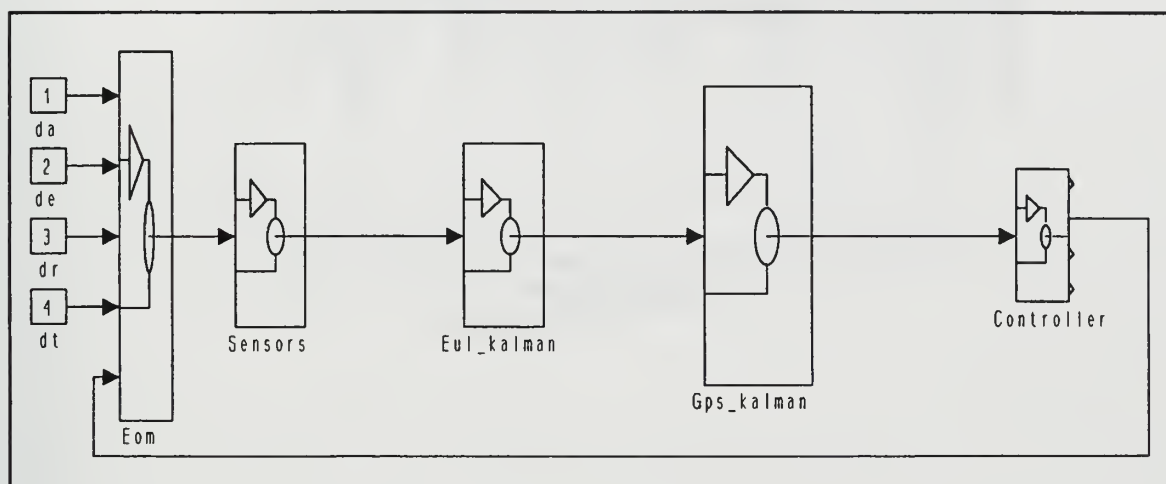 1
da
2
de
3
dr
4
dt
Eom
Sensors
Eul_kalman
Gps_kalman
Controller